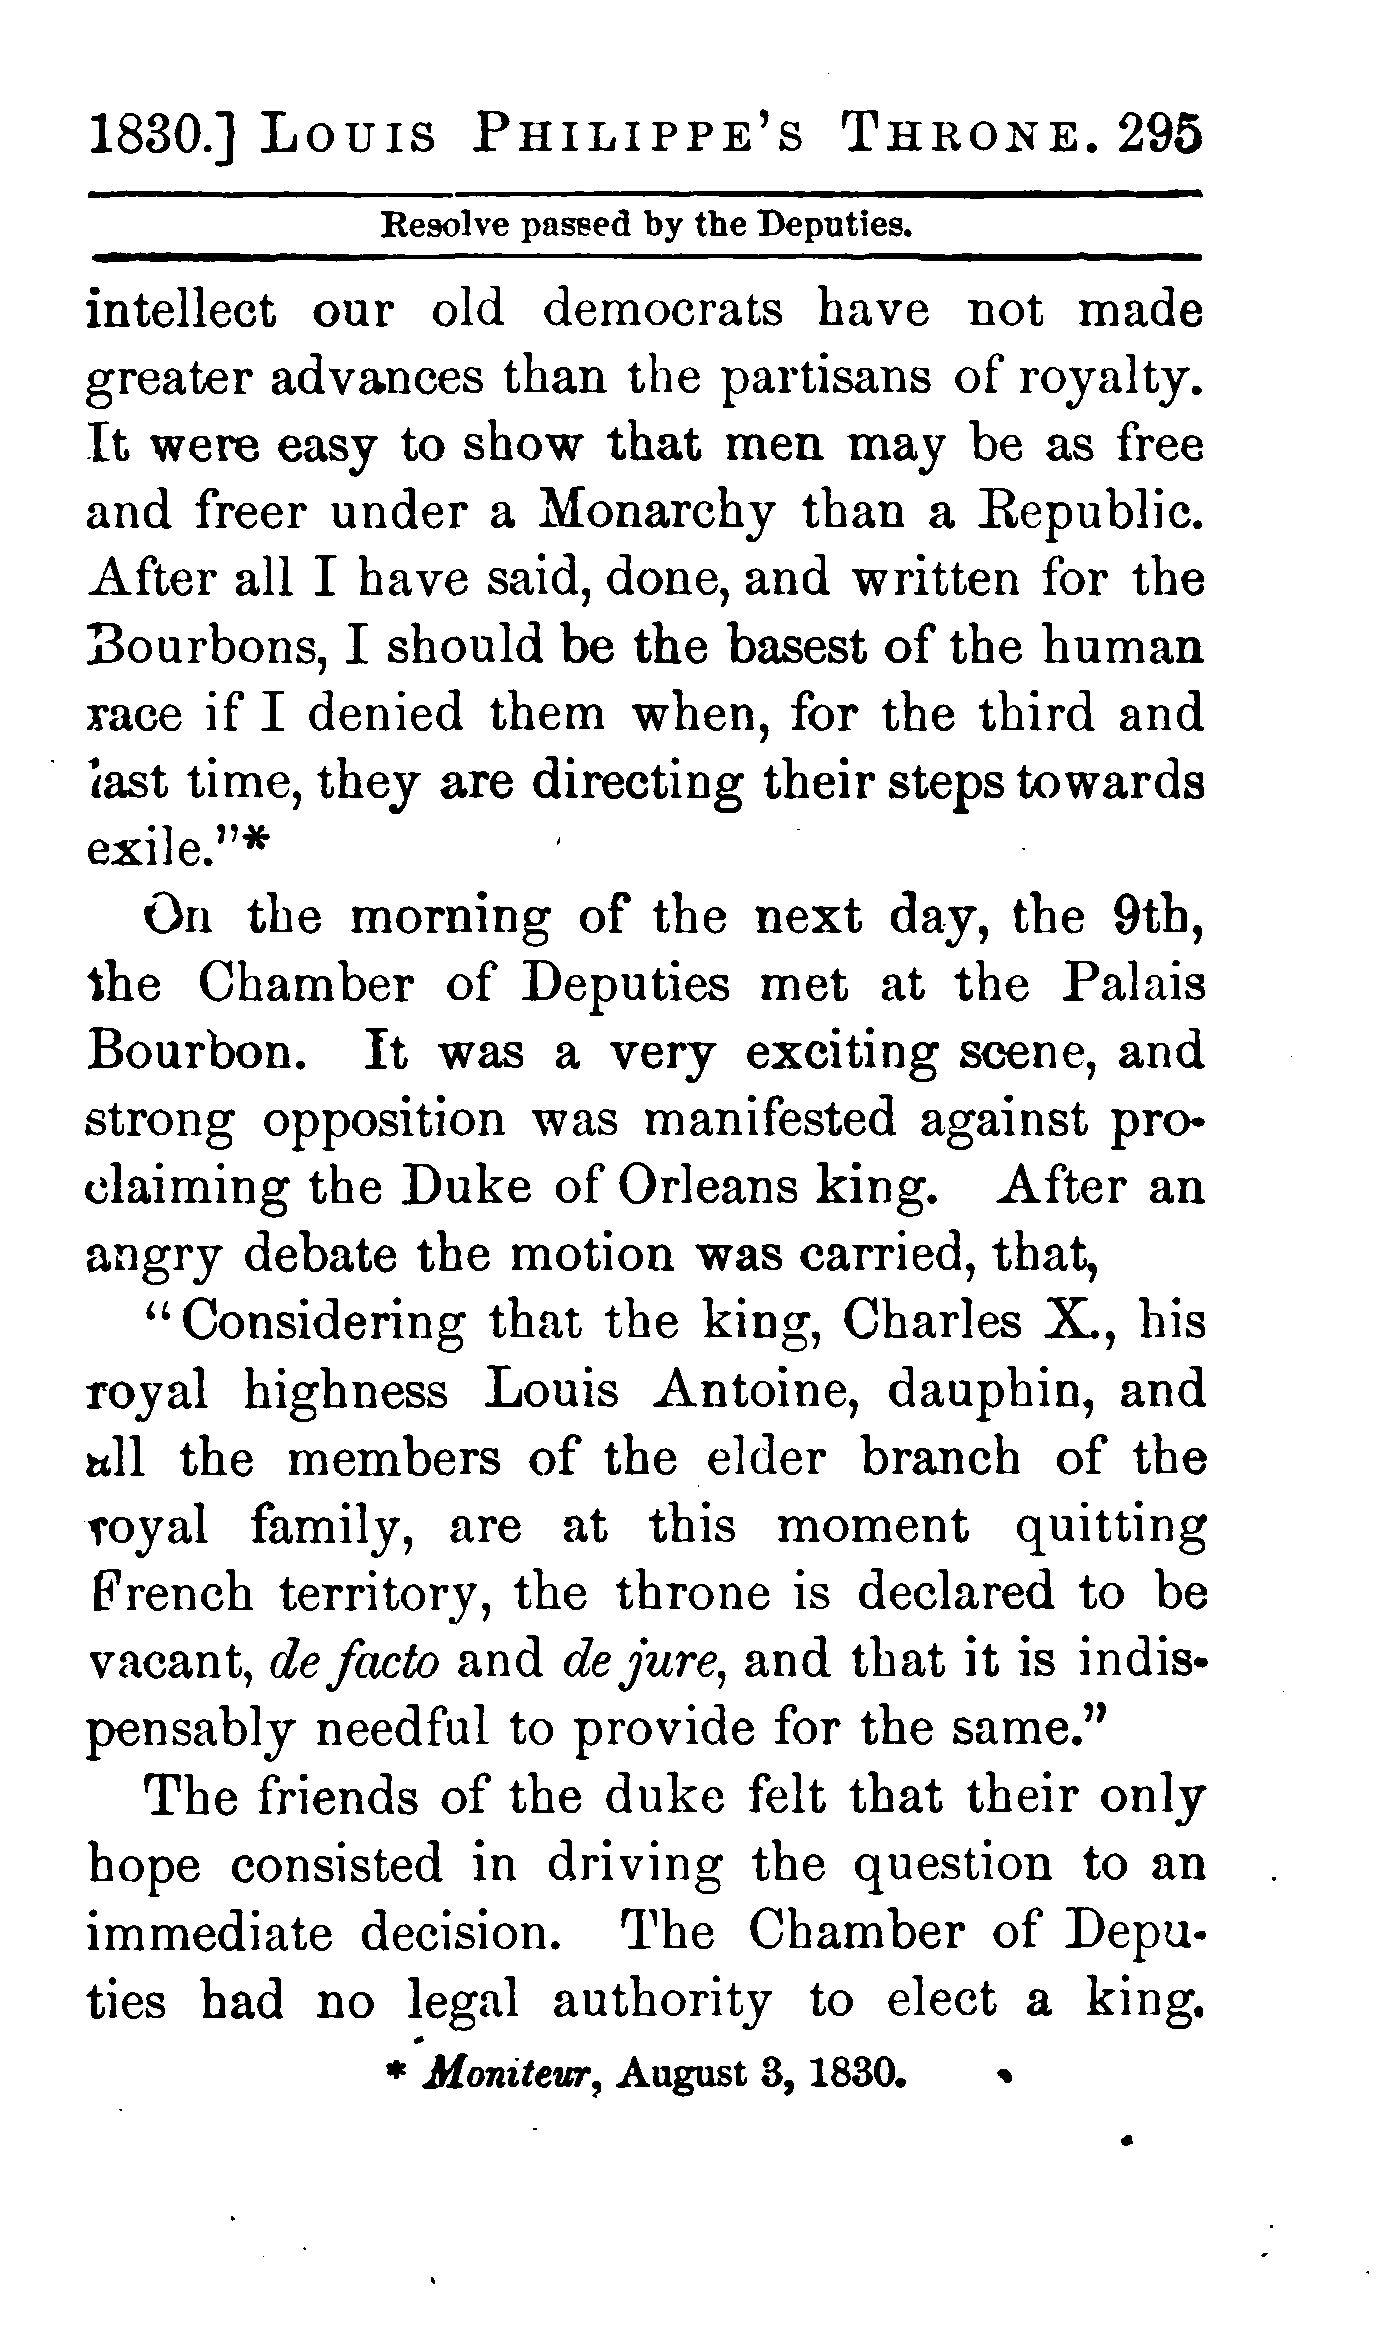 1830.] LOUIS PHILIPPE'S THRONE. 295
Resolve passed by the Deputies.
intellect our old democrats have not made
greater advances than the partisans of royalty.
It were easy to show that men may be as free
and freer under a Monarchy than a Republic.
After all I have said, done, and written for the
Bourbons, I should be the basest of the human
race if I denied them when, for the third and
last time, they are directing their steps towards
exile."*
On the morning of the next day, the 9th,
the Chamber of Deputies met at the Palais
Bourbon. It was a very exciting scene, and
strong opposition was manifested against pro-
claiming the Duke of Orleans king. After an
angry debate the motion was carried, that,
"Considering that the king, Charles X., his
royal highness Louis Antoine, dauphin, and
all the members of the elder branch of the
royal family, are at this moment quitting
French territory, the throne is declared to be
vacant, de facto and de jure, and that it is indis-
pensably needful to provide for the same."
The friends of the duke felt that their only
hope consisted in driving the question to an
immediate decision. The Chamber of Depu-
ties had no legal authority to elect a king.
* Moniteur, August 3, 1830.